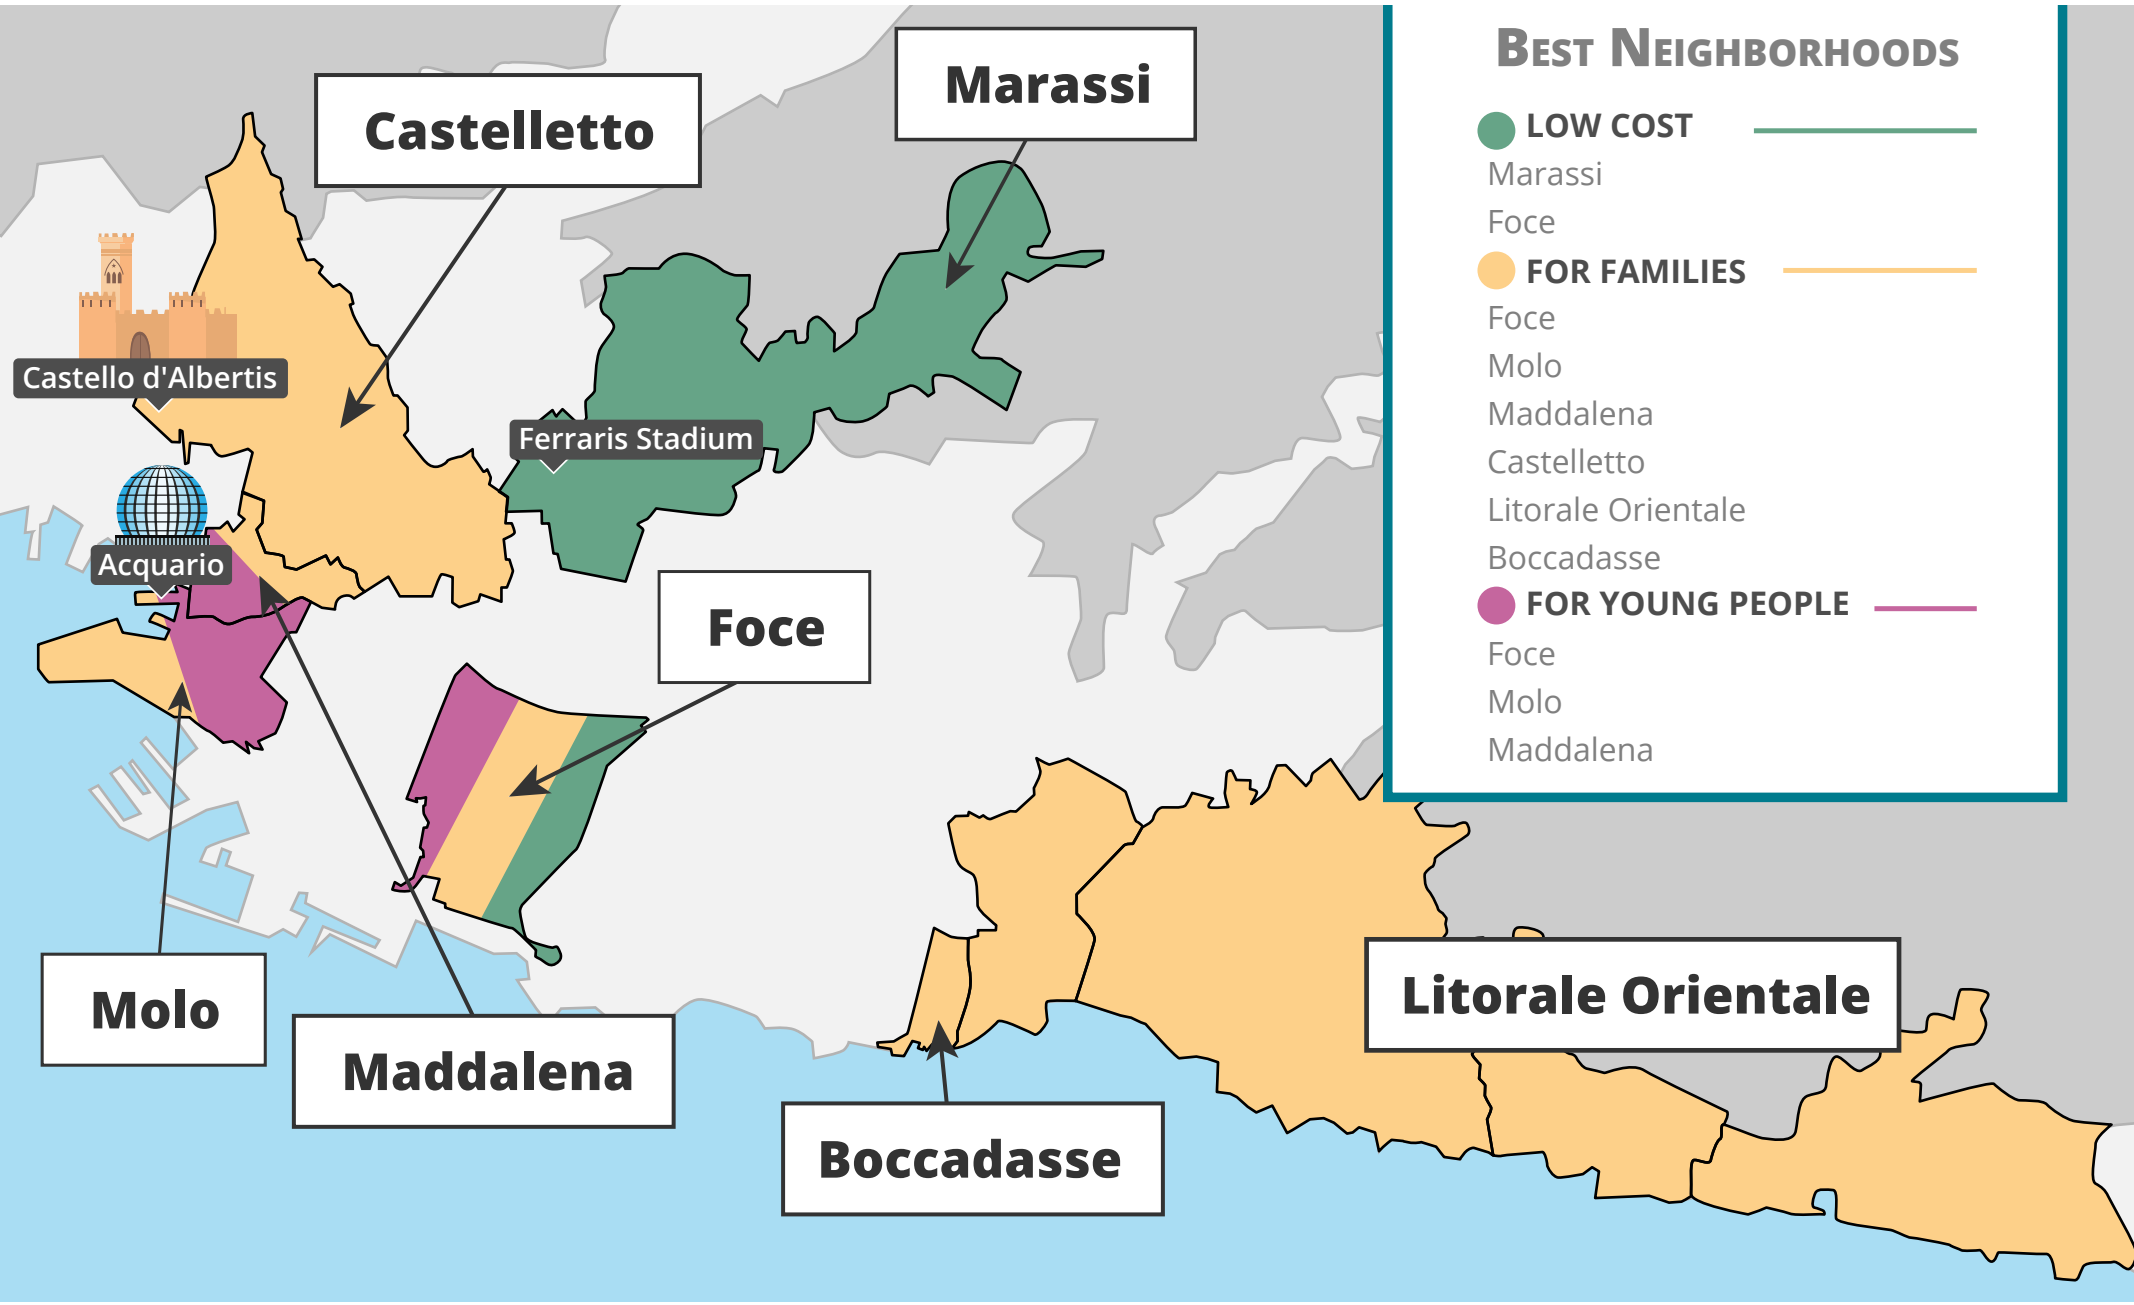 Castelletto
Marassi
Castello d'Albertis
Ferraris Stadium
Acquario
Foce
Molo
Maddalena
Boccadasse
Litorale Orientale
BEST NEIGHBORHOODS
LOW COST
Marassi
Foce
FOR FAMILIES
Foce
Molo
Maddalena
Castelletto
Litorale Orientale
Boccadasse
FOR YOUNG PEOPLE
Foce
Molo
Maddalena